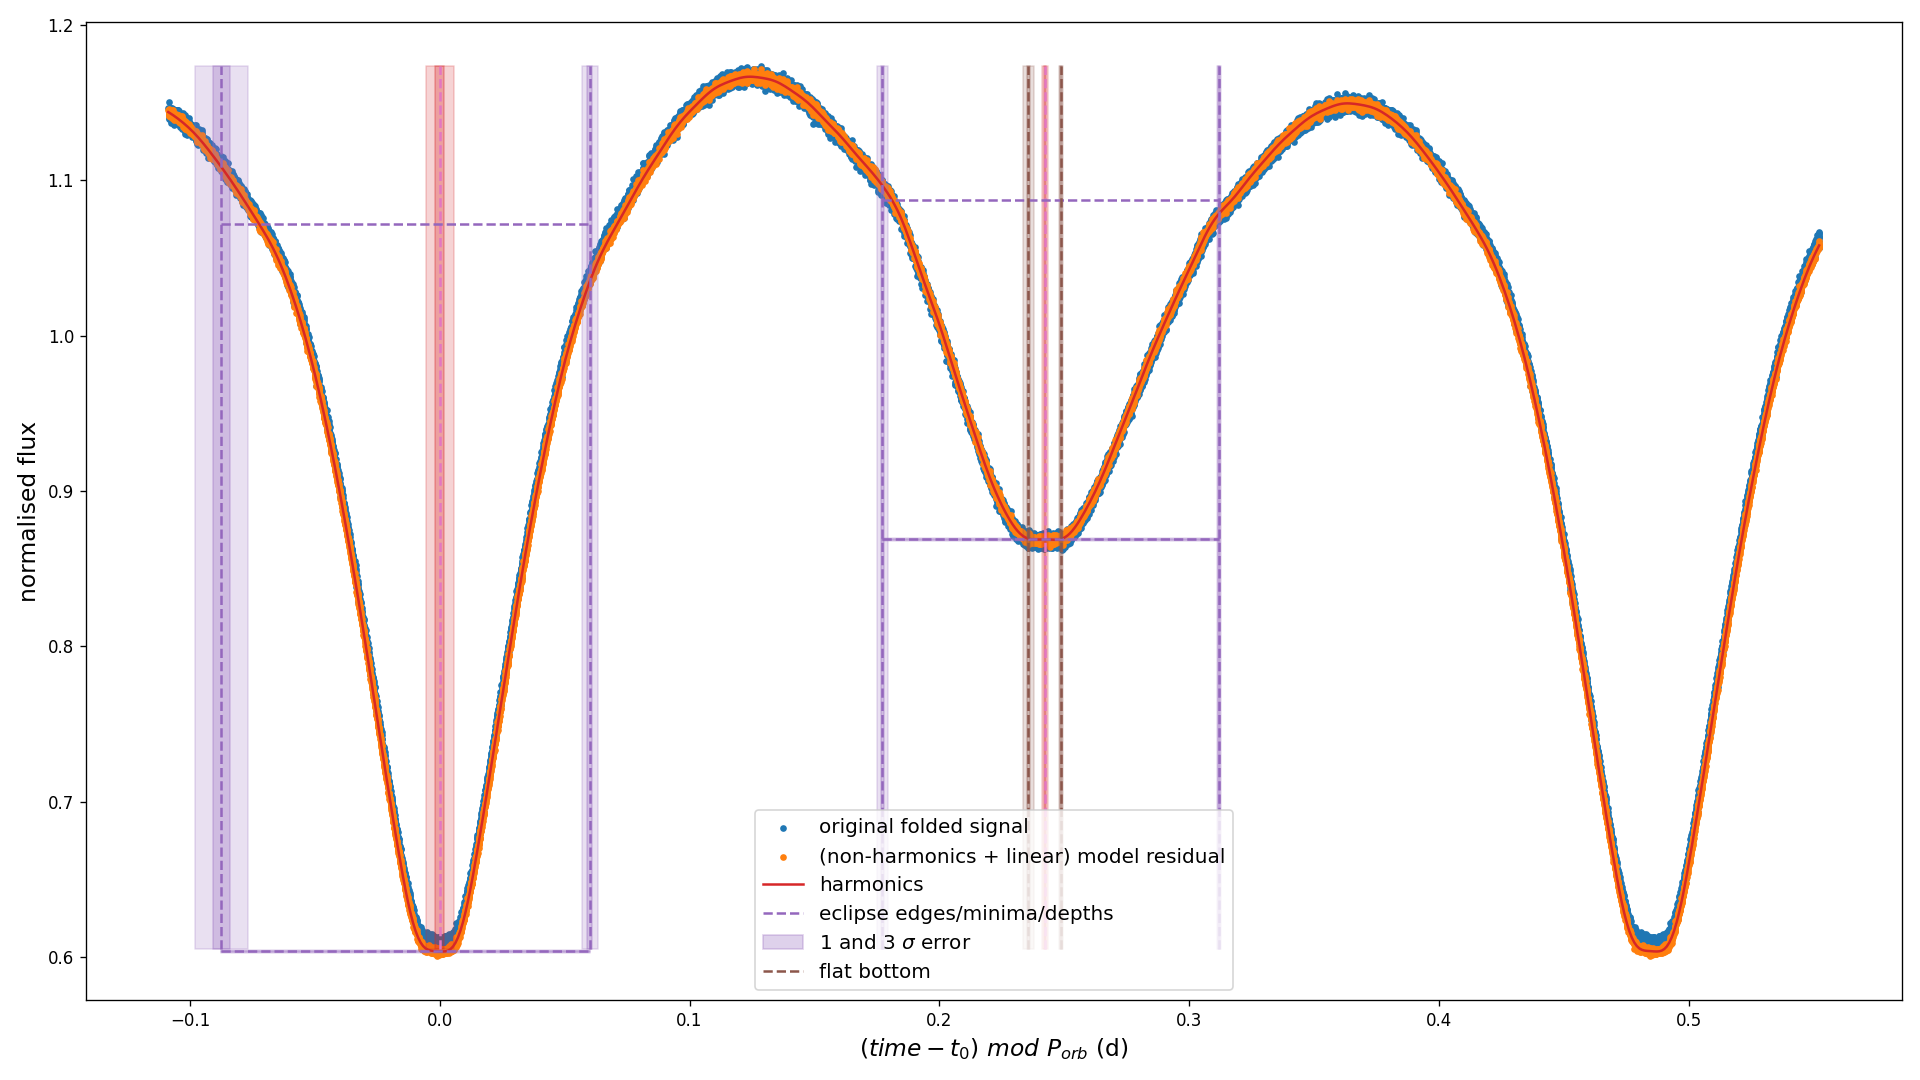 1.2
1.1
1.0
0.9
0.8
0.7
0.6
normalised flux
original folded signal
(non-harmonics + linear) model residual
harmonics
eclipse edges/minima/depths
1 and 3 σ error
flat bottom
−0.1 0.0 0.1 0.2 0.3 0.4 0.5
(time − t₀) mod Pₒᵣb (d)